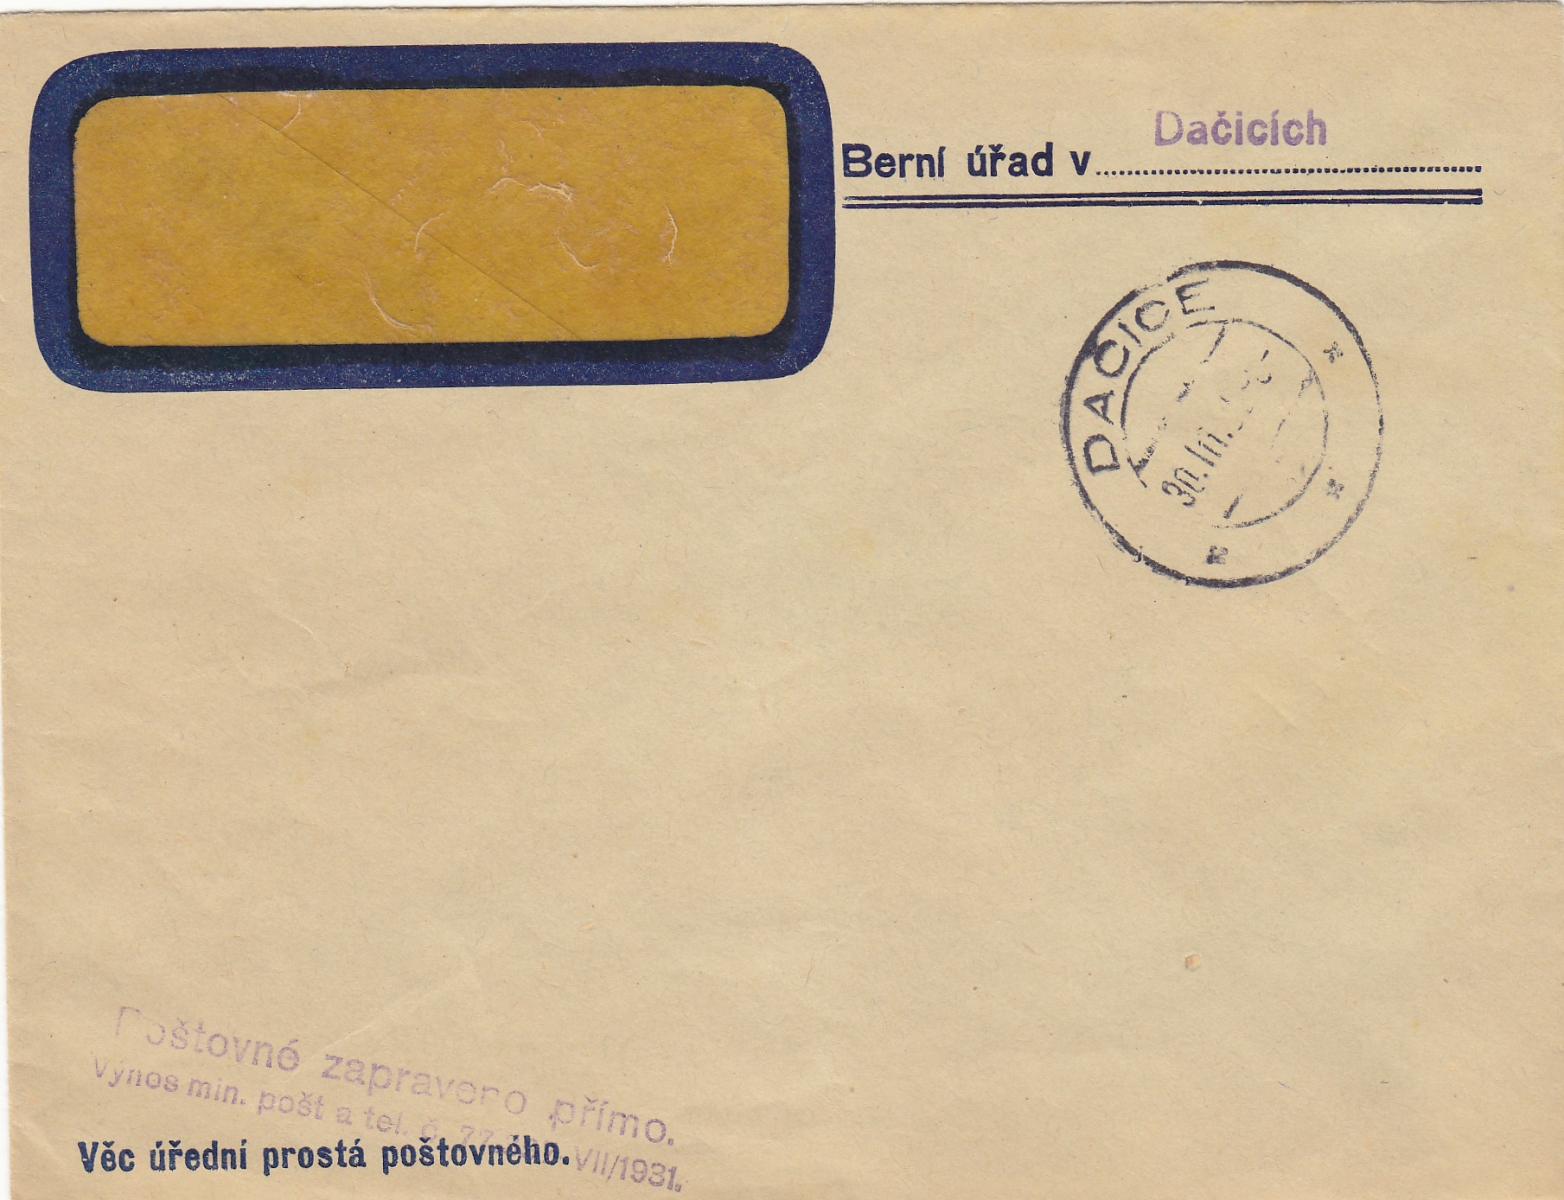 Berní úřad v Dačicích
DAČICE
30.III.
Poštovné zapraveno přímo.
Výnos min. pošt a tel. č. VII/1931.
Věc úřední prostá poštovného.